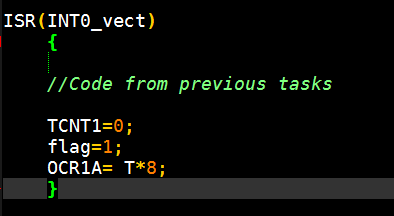 ISR(INT0_vect)
{
//Code from previous tasks
TCNT1=0;
flag=1;
OCR1A= T*8;
}